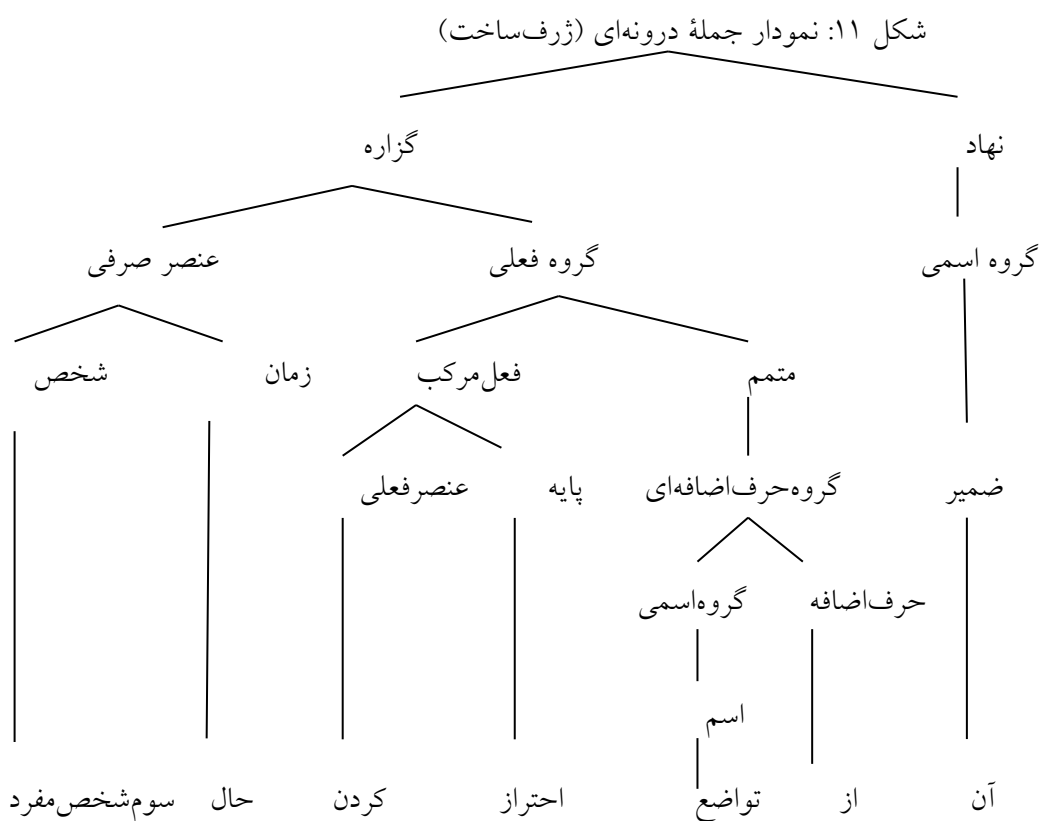 شکل ۱۱: نمودار جملۀ درونه‌ای (ژرف‌ساخت)
نهاد گزاره
گروه اسمی گروه فعلی عنصر صرفی
متمم فعل‌مرکب زمان شخص
ضمیر گروه‌حرف‌اضافه‌ای پایه عنصرفعلی
حرف‌اضافه گروه‌اسمی
اسم
آن از تواضع احتراز کردن حال سوم‌شخص‌مفرد